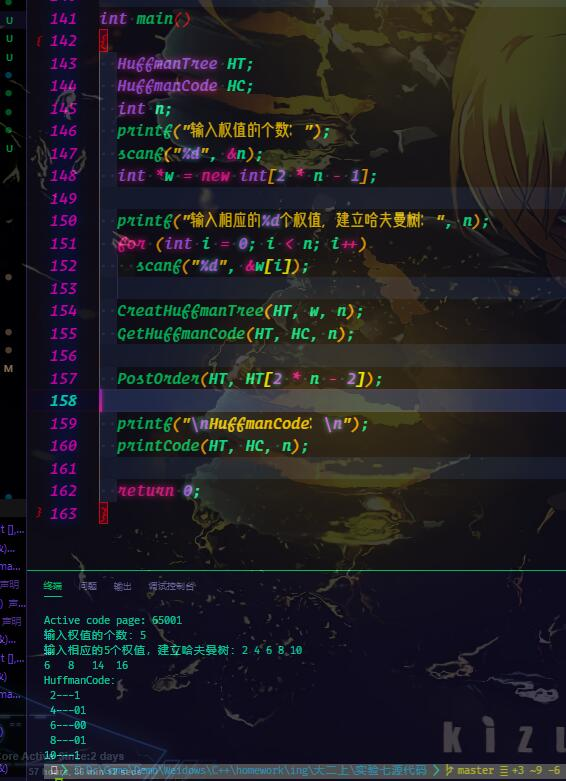 141 int main()
142 {
143 HuffmanTree HT;
144 HuffmanCode HC;
145 int n;
146 printf("输入权值的个数: ");
147 scanf("%d", &n);
148 int *w = new int[2 * n - 1];
149
150 printf("输入相应的%d个权值, 建立哈夫曼树: ", n);
151 for (int i = 0; i < n; i++)
152 scanf("%d", &w[i]);
153
154 CreatHuffmanTree(HT, w, n);
155 GetHuffmanCode(HT, HC, n);
156
157 PostOrder(HT, HT[2 * n - 2]);
158
159 printf("\nHuffmanCode: \n");
160 printCode(HT, HC, n);
161
162 return 0;
163 }
终端 问题 输出 调试控制台
Active code page: 65001
输入权值的个数: 5
输入相应的5个权值, 建立哈夫曼树: 2 4 6 8 10
6 8 14 16
HuffmanCode:
2---1
4---01
6---00
8---01
10---1
kizu
master +3 ~9 -6